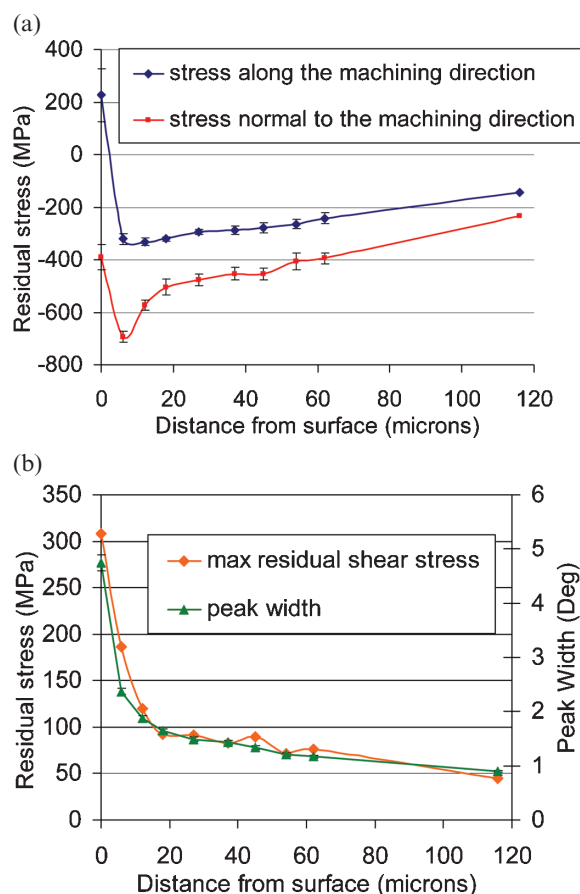 (a)
400
200
0
-200
-400
-600
-800
Residual stress (MPa)
stress along the machining direction
stress normal to the machining direction
0 20 40 60 80 100 120
Distance from surface (microns)
(b)
350
300
250
200
150
100
50
0
Residual stress (MPa)
max residual shear stress
peak width
6
5
4
3
2
1
0
Peak Width (Deg)
0 20 40 60 80 100 120
Distance from surface (microns)